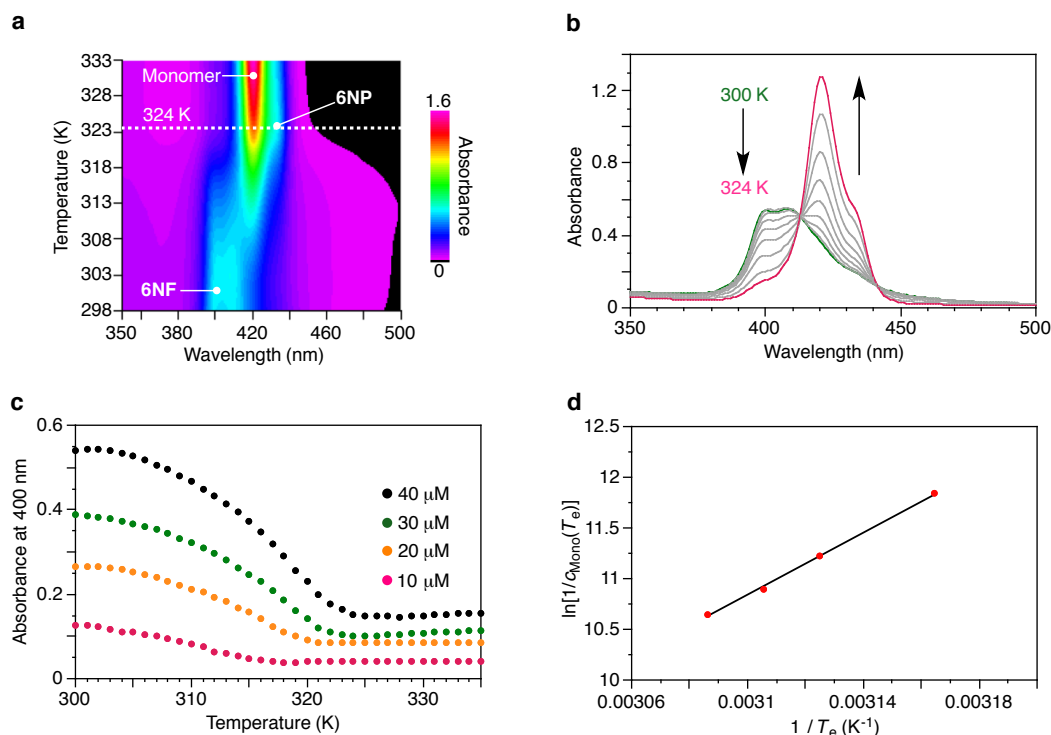 a
Temperature (K)
333
328
323
318
313
308
303
298
Monomer
324 K
6NP
6NF
350
380
420
460
500
Wavelength (nm)
1.6
0
Absorbance
b
Absorbance
1.2
0.8
0.4
0
300 K
324 K
350
400
450
500
Wavelength (nm)
c
Absorbance at 400 nm
0.6
0.4
0.2
0
40 μM
30 μM
20 μM
10 μM
300
310
320
330
Temperature (K)
d
ln[1/cMono(Te)]
12.5
12
11.5
11
10.5
10
0.00306
0.0031
0.00314
0.00318
1 / Te (K-1)